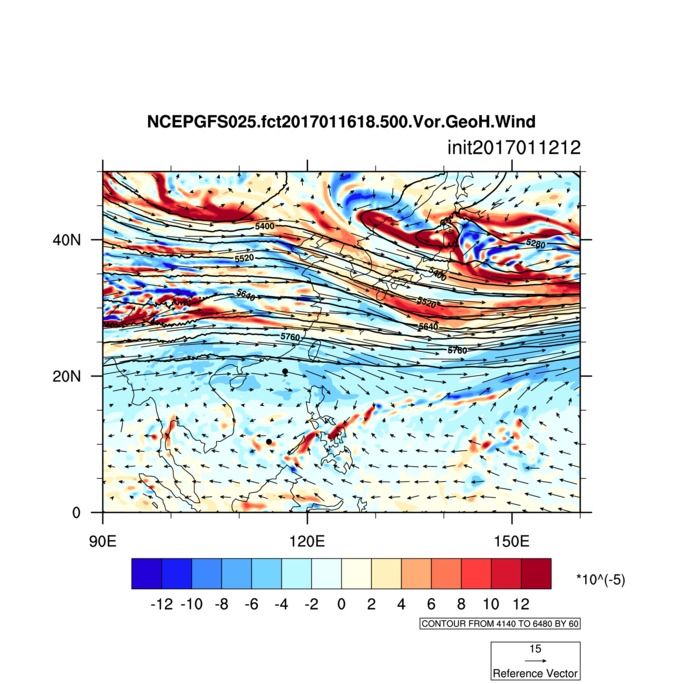 NCEPGFS025.fct2017011618.500.Vor.GeoH.Wind
init2017011212
5400
5280
40N
5520
5400
5640
5520
5640
5760
5760
20N
0
90E 120E 150E
*10^(-5)
-12 -10 -8 -6 -4 -2 0 2 4 6 8 10 12
CONTOUR FROM 4140 TO 6480 BY 60
15
Reference Vector